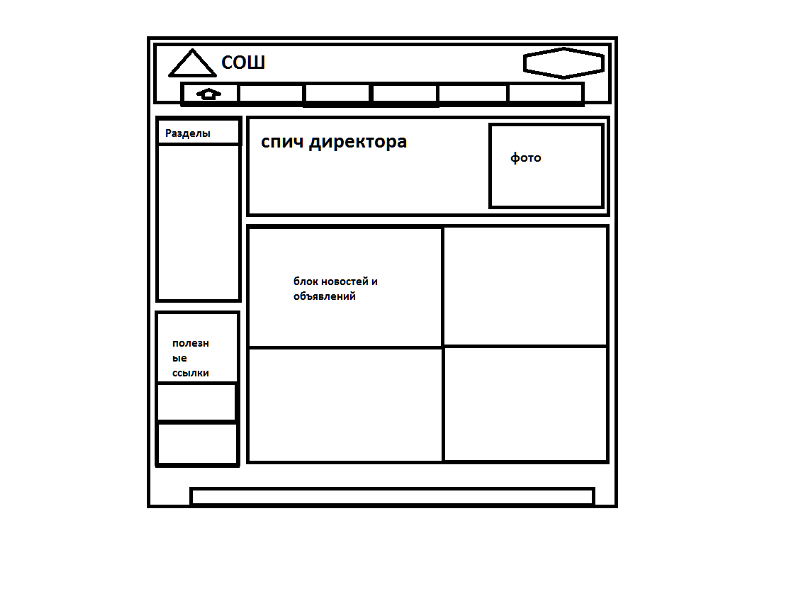 СОШ
Разделы
спич директора
фото
блок новостей и
объявлений
полезн
ые
ссылки